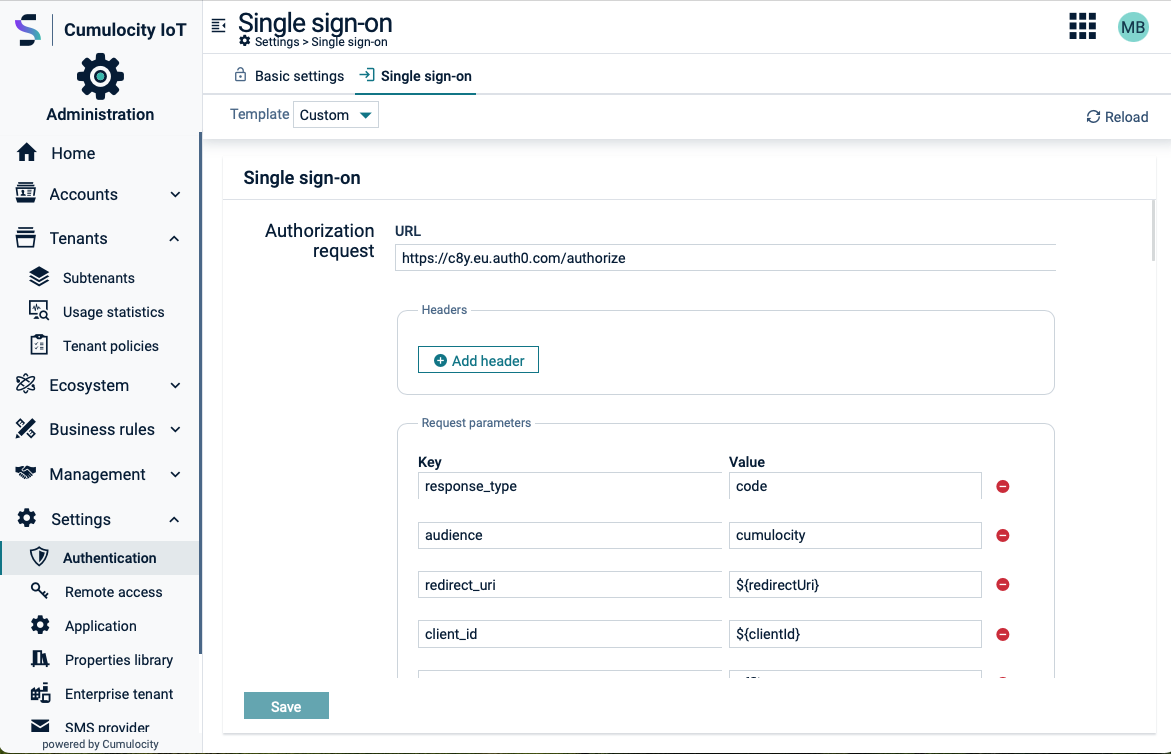 Cumulocity IoT
Administration
Home
Accounts
Tenants
Subtenants
Usage statistics
Tenant policies
Ecosystem
Business rules
Management
Settings
Authentication
Remote access
Application
Properties library
Enterprise tenant
SMS provider
powered by Cumulocity
Single sign-on
Settings > Single sign-on
MB
Basic settings
Single sign-on
Template
Custom
Reload
Single sign-on
Authorization
request
URL
https://c8y.eu.auth0.com/authorize
Headers
Add header
Request parameters
Key Value
response_type code
audience cumulocity
redirect_uri ${redirectUri}
client_id ${clientId}
Save